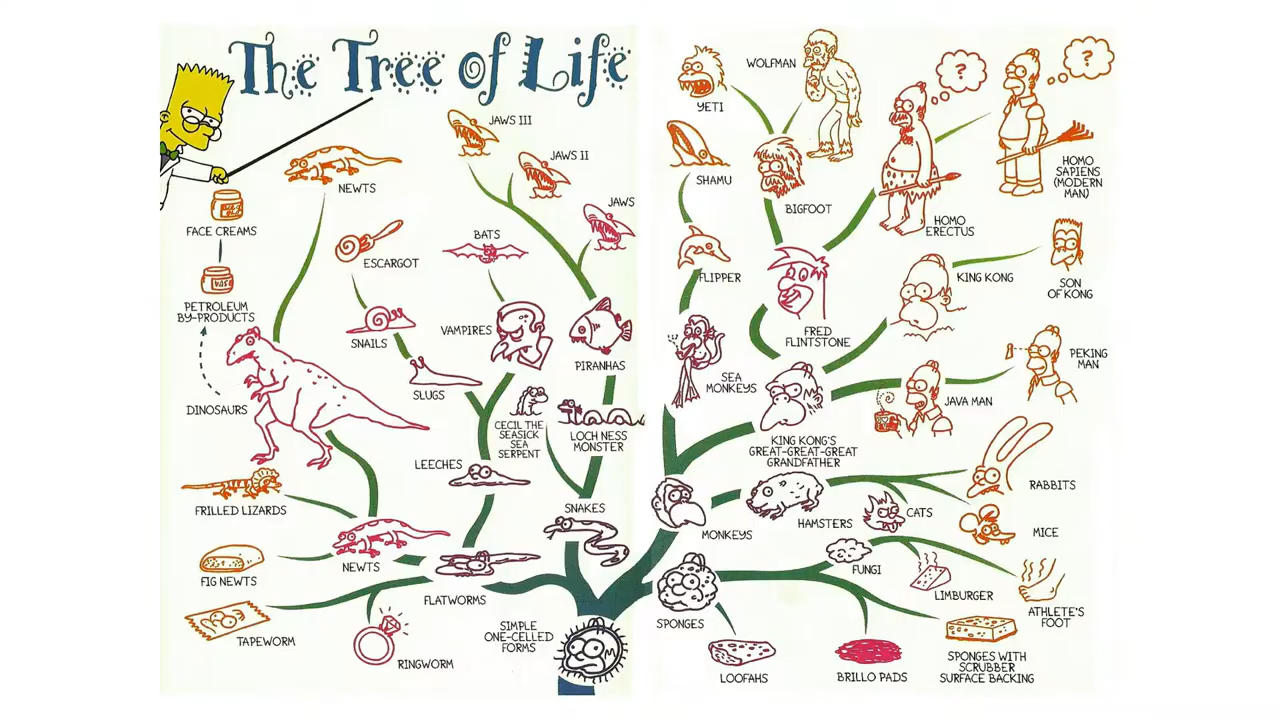 The Tree of Life
NEWTS
FACE CREAMS
PETROLEUM
BY-PRODUCTS
DINOSAURS
ESCARGOT
SNAILS
SLUGS
BATS
VAMPIRES
JAWS III
JAWS II
JAWS
PIRANHAS
CECIL THE
SEASICK
SEA
SERPENT
LOCH NESS
MONSTER
LEECHES
SNAKES
FRILLED LIZARDS
NEWTS
FIG NEWTS
FLATWORMS
TAPEWORM
RINGWORM
SIMPLE
ONE-CELLED
FORMS
YETI
WOLFMAN
?
?
SHAMU
BIGFOOT
HOMO
ERECTUS
HOMO
SAPIENS
(MODERN
MAN)
FLIPPER
FRED
FLINTSTONE
KING KONG
SON
OF KONG
SEA
MONKEYS
KING KONG'S
GREAT-GREAT-GREAT
GRANDFATHER
JAVA MAN
PEKING
MAN
MONKEYS
HAMSTERS
CATS
RABBITS
MICE
FUNGI
LIMBURGER
ATHLETE'S
FOOT
SPONGES
LOOFAHS
BRILLO PADS
SPONGES WITH
SCRUBBER
SURFACE BACKING